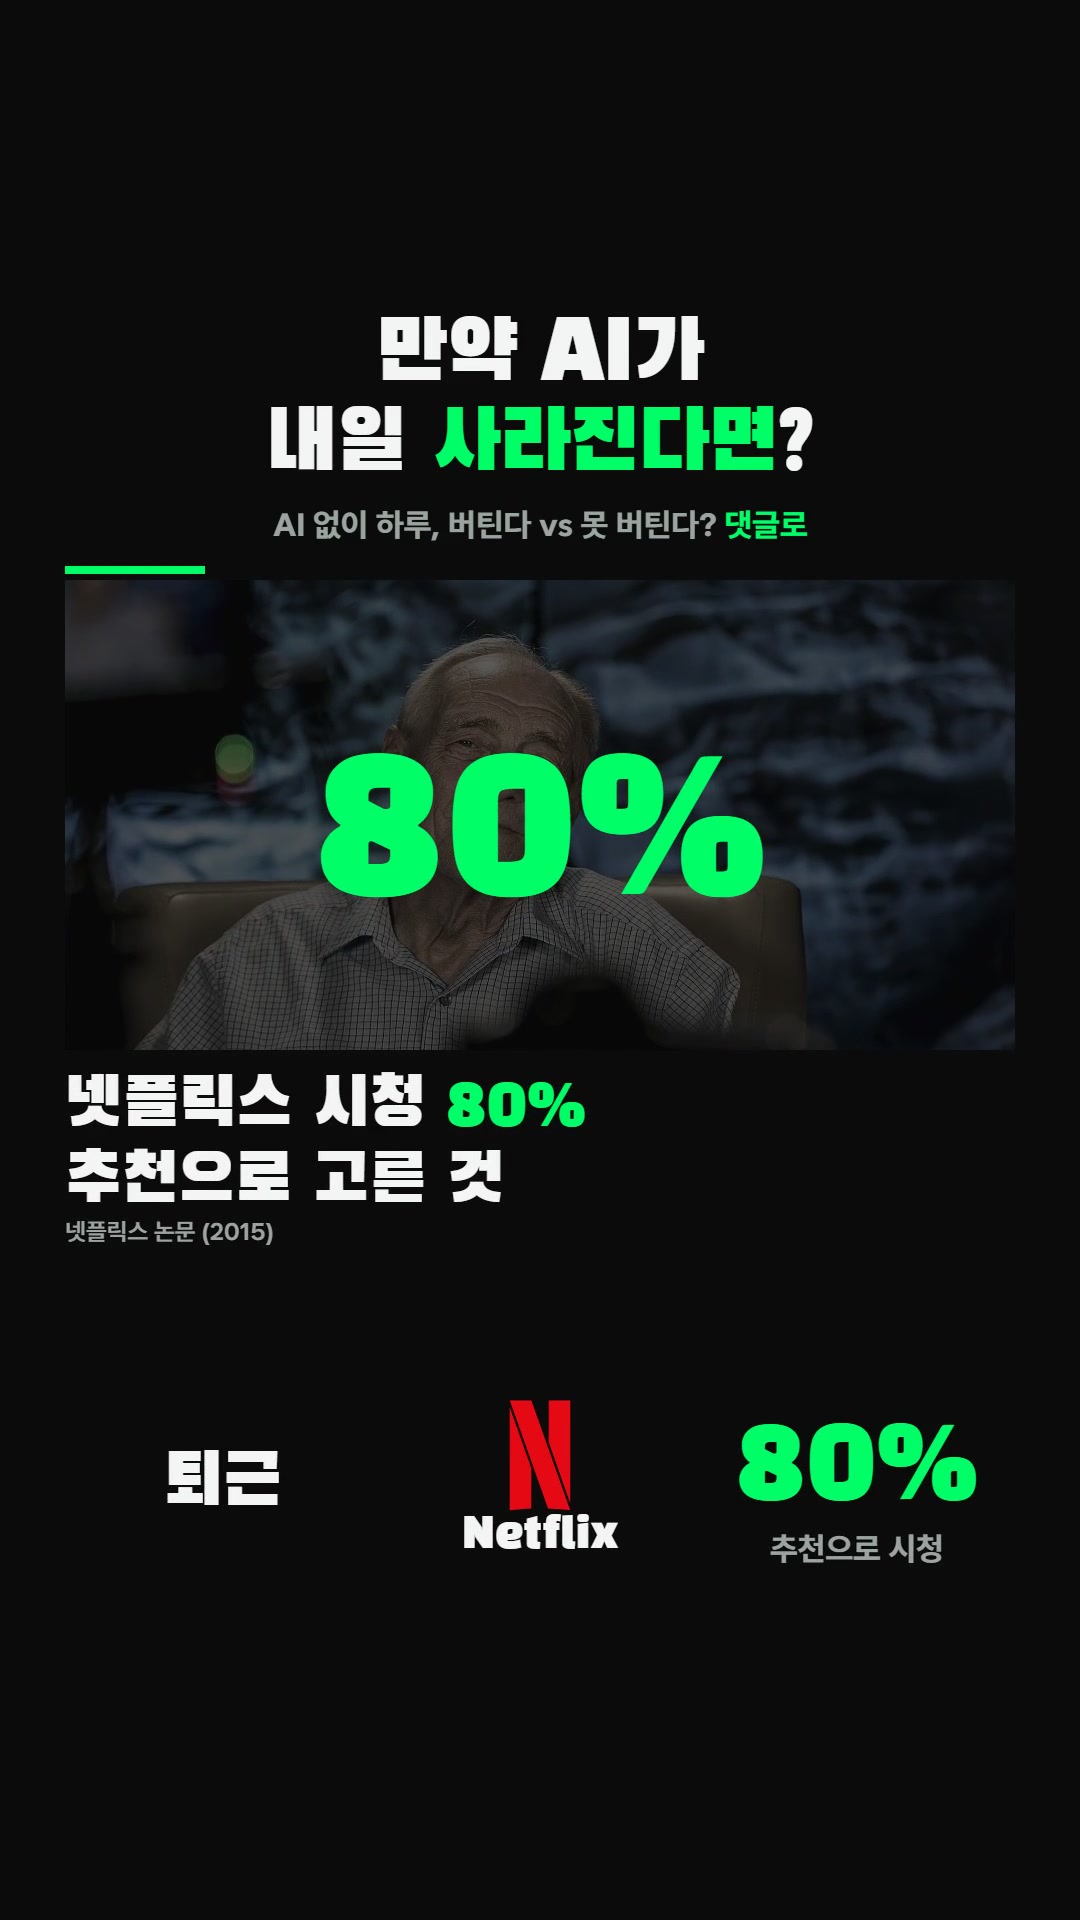 만약 AI가
내일 사라진다면?
AI 없이 하루, 버틴다 vs 못 버틴다? 댓글로
80%
넷플릭스 시청 80%
추천으로 고른 것
넷플릭스 논문 (2015)
퇴근
N
Netflix
80%
추천으로 시청